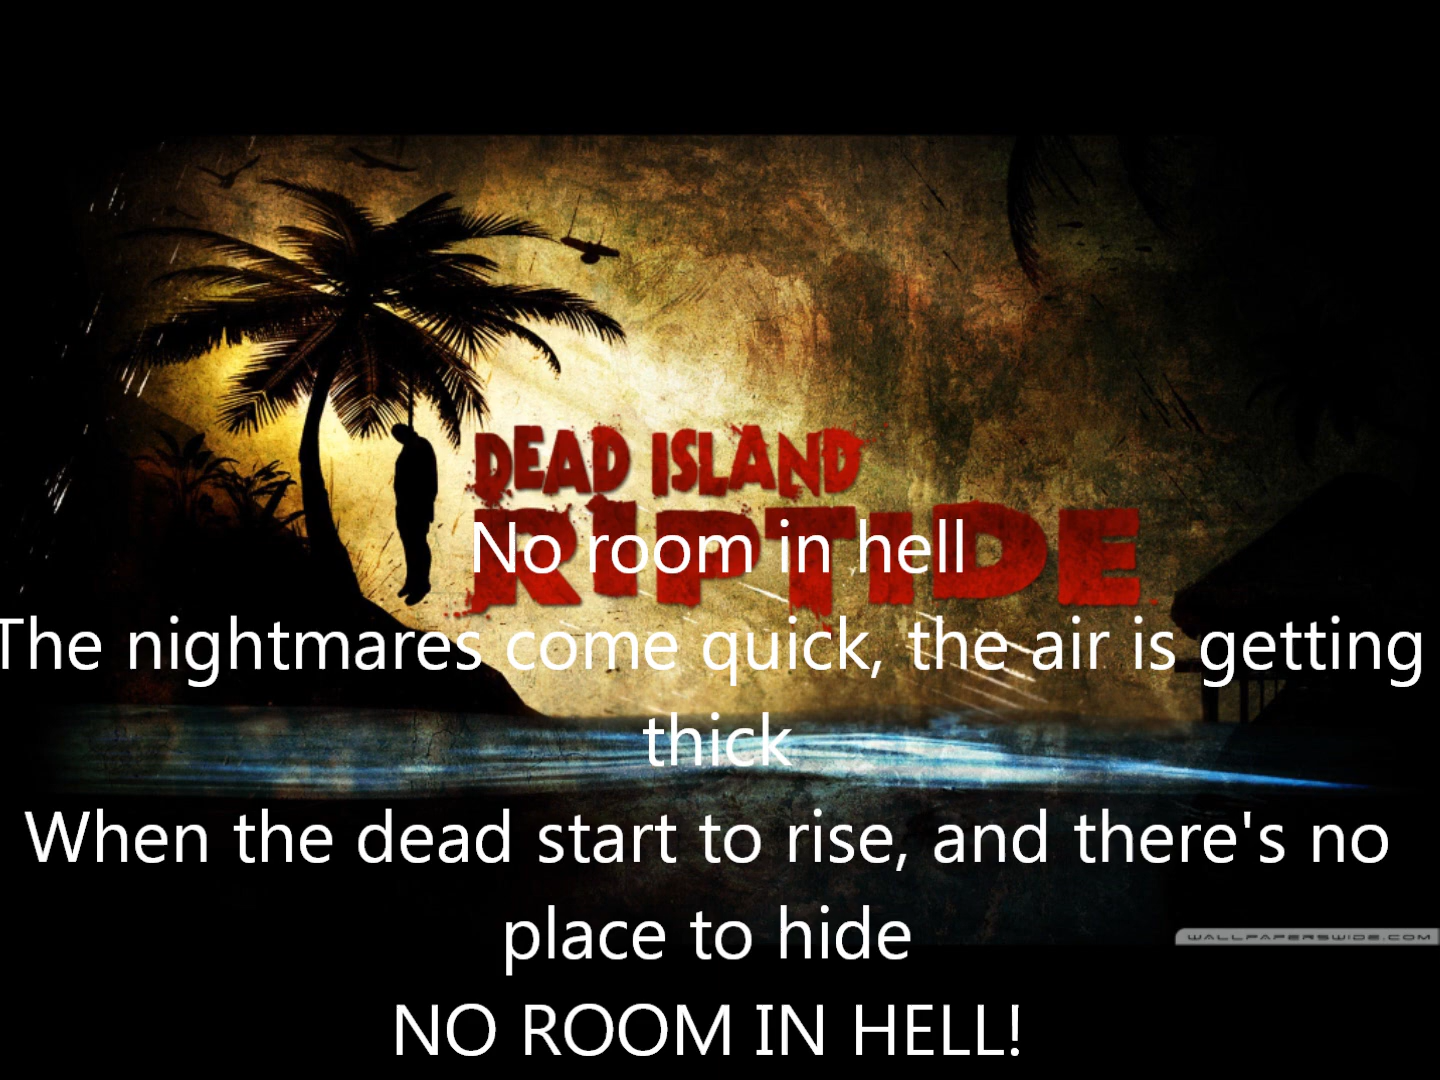 DEAD ISLAND
RIPTIDE
No room in hell
The nightmares come quick, the air is getting
thick
When the dead start to rise, and there's no
place to hide
WALLPAPERSWIDE.COM
NO ROOM IN HELL!